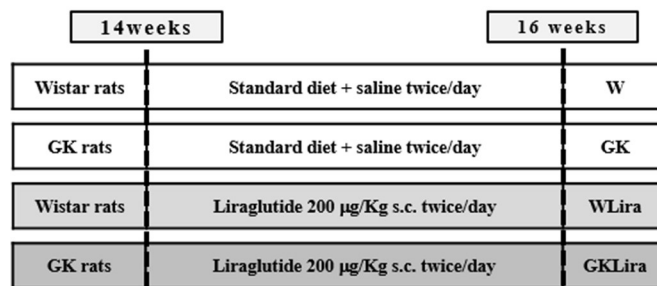 14weeks 16 weeks
Wistar rats Standard diet + saline twice/day W
GK rats Standard diet + saline twice/day GK
Wistar rats Liraglutide 200 µg/Kg s.c. twice/day WLira
GK rats Liraglutide 200 µg/Kg s.c. twice/day GKLira